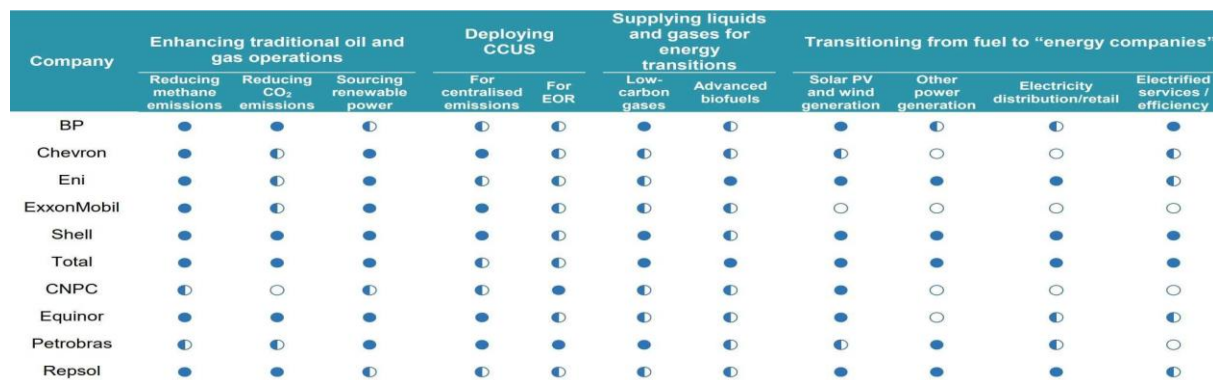 Company
Enhancing traditional oil and
gas operations
Deploying
CCUS
Supplying liquids
and gases for
energy
transitions
Transitioning from fuel to “energy companies”
Reducing
methane
emissions
Reducing
CO₂
emissions
Sourcing
renewable
power
For
centralised
emissions
For
EOR
Low-
carbon
gases
Advanced
biofuels
Solar PV
and wind
generation
Other
power
generation
Electricity
distribution/retail
Electrified
services /
efficiency
BP
Chevron
Eni
ExxonMobil
Shell
Total
CNPC
Equinor
Petrobras
Repsol